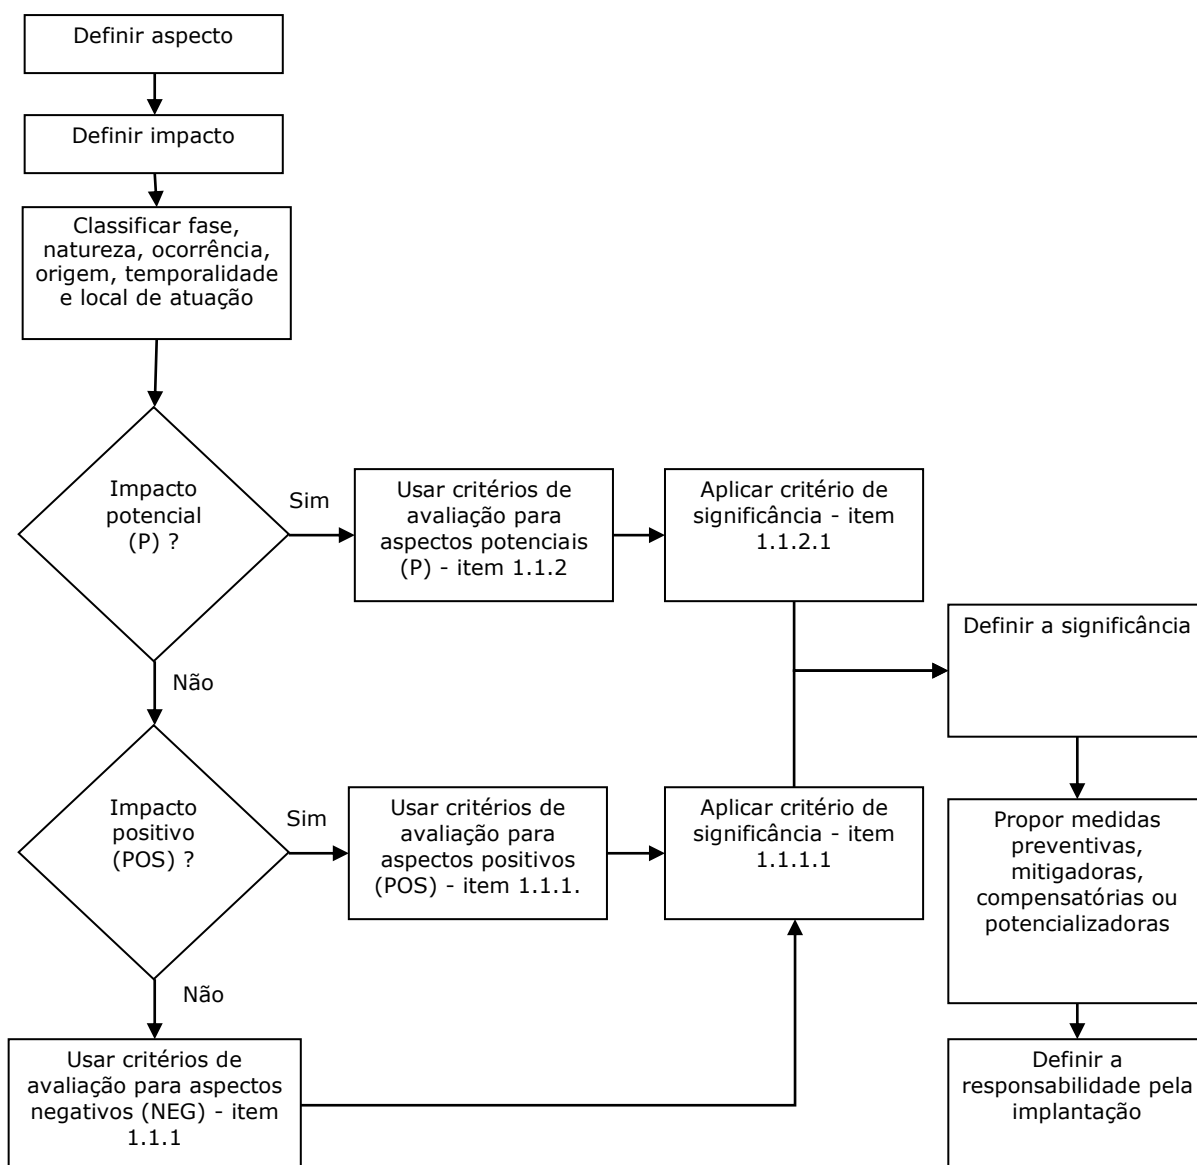 Definir aspecto
Definir impacto
Classificar fase,
natureza, ocorrência,
origem, temporalidade
e local de atuação
Impacto
potencial
(P) ?
Sim
Usar critérios de
avaliação para
aspectos potenciais
(P) - item 1.1.2
Aplicar critério de
significância - item
1.1.2.1
Definir a significância
Não
Impacto
positivo
(POS) ?
Sim
Usar critérios de
avaliação para
aspectos positivos
(POS) - item 1.1.1.
Aplicar critério de
significância - item
1.1.1.1
Propor medidas
preventivas,
mitigadoras,
compensatórias ou
potencializadoras
Não
Usar critérios de
avaliação para aspectos
negativos (NEG) - item
1.1.1
Definir a
responsabilidade pela
implantação